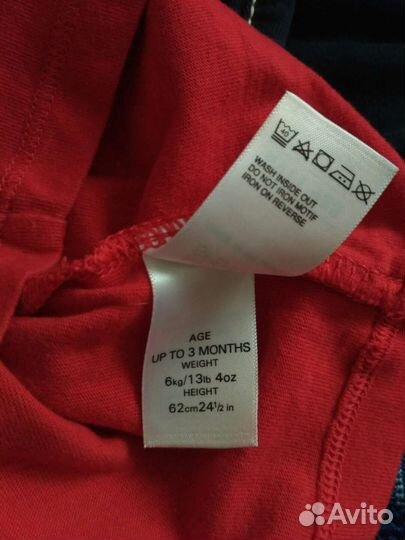 40
WASH INSIDE OUT
DO NOT IRON MOTIF
IRON ON REVERSE
AGE
UP TO 3 MONTHS
WEIGHT
6kg/13lb 4oz
HEIGHT
62cm24½in
Avito